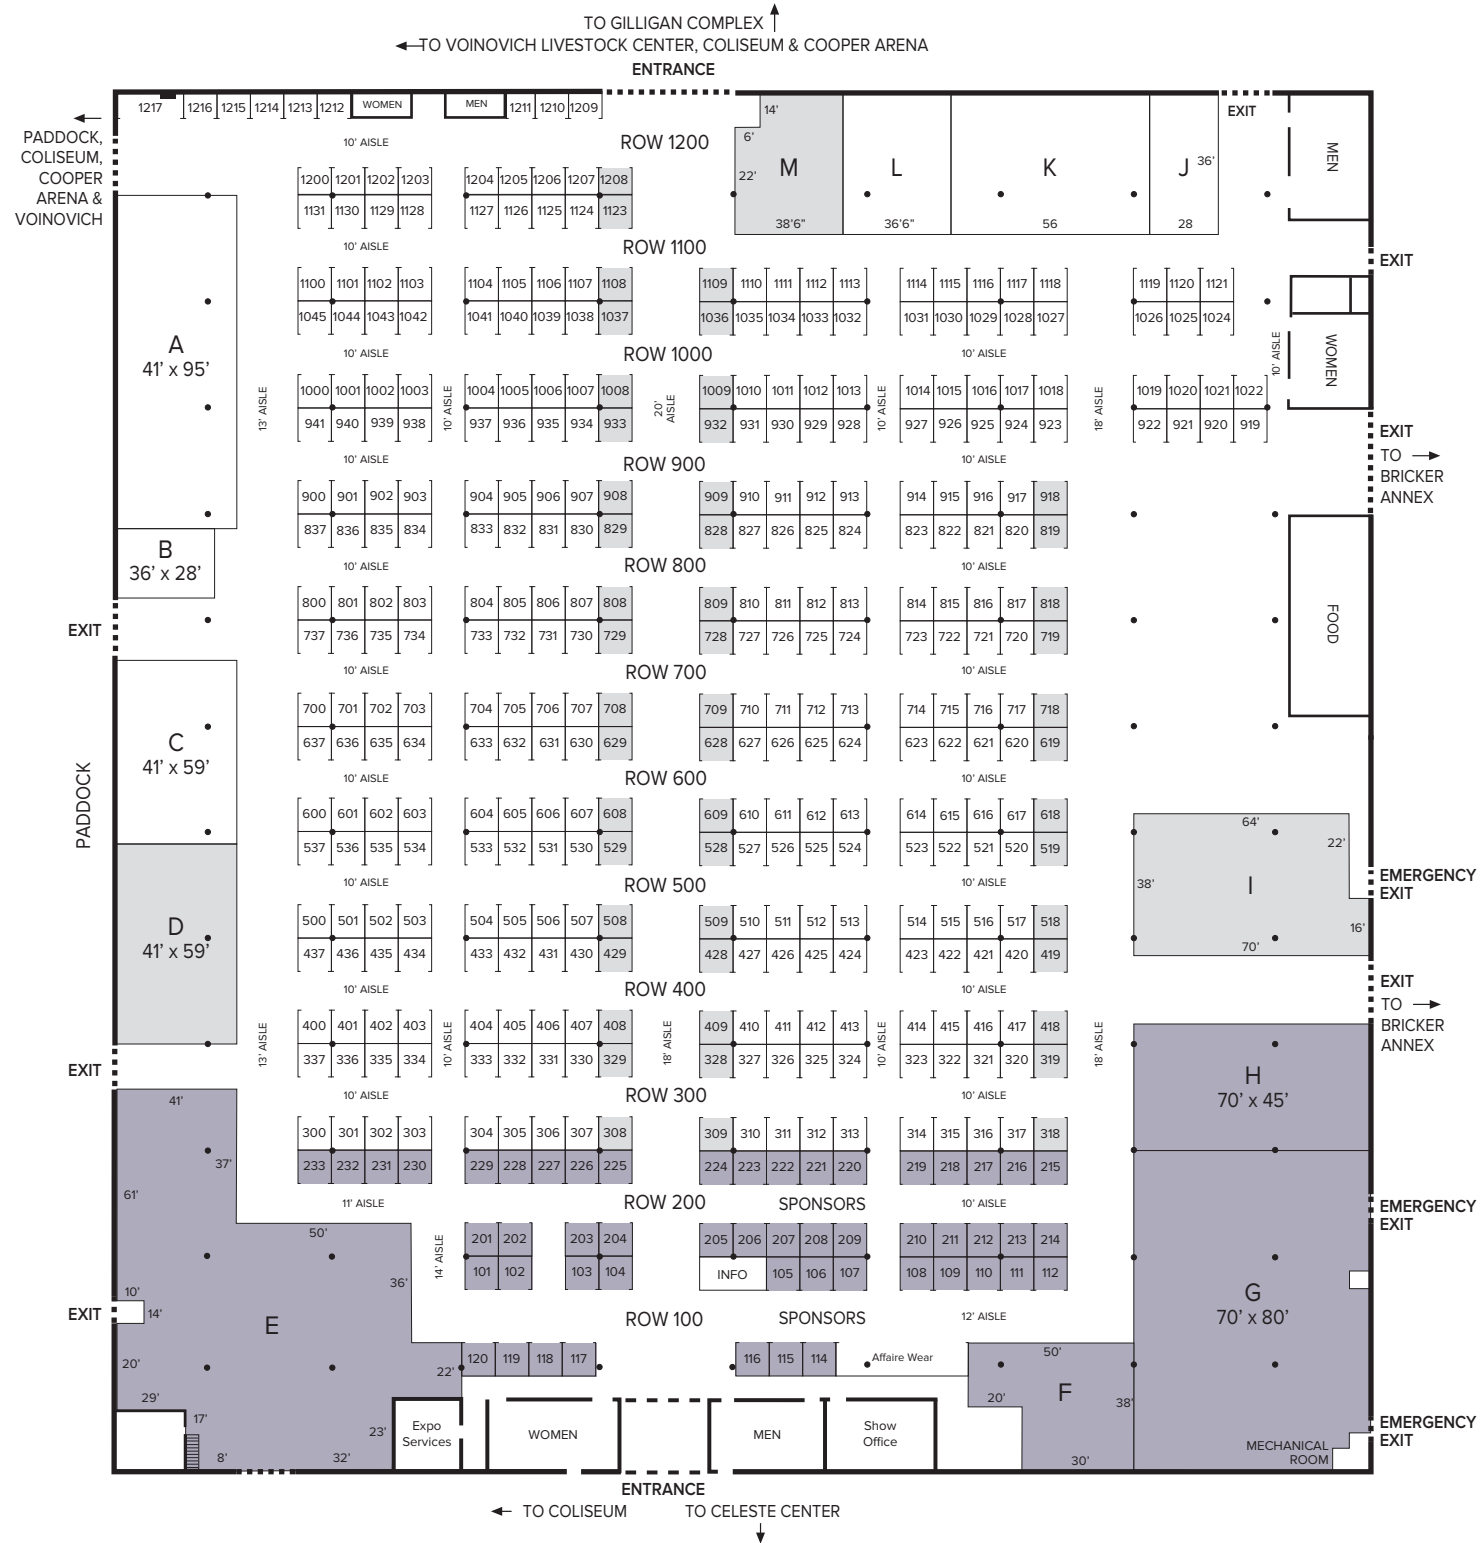 TO GILLIGAN COMPLEX
TO VOINOVICH LIVESTOCK CENTER, COLISEUM & COOPER ARENA
ENTRANCE
1217 1216 1215 1214 1213 1212 WOMEN MEN 1211 1210 1209
EXIT
PADDOCK,
COLISEUM,
COOPER
ARENA &
VOINOVICH
10' AISLE
ROW 1200
14'
6'
22'
M
38'6"
L
36'6"
K
56
J
36'
28
MEN
1200 1201 1202 1203 1204 1205 1206 1207 1208
1131 1130 1129 1128 1127 1126 1125 1124 1123
10' AISLE
ROW 1100
EXIT
1100 1101 1102 1103 1104 1105 1106 1107 1108 1109 1110 1111 1112 1113 1114 1115 1116 1117 1118 1119 1120 1121
1045 1044 1043 1042 1041 1040 1039 1038 1037 1036 1035 1034 1033 1032 1031 1030 1029 1028 1027 1026 1025 1024
A
41' x 95'
10' AISLE
ROW 1000
10' AISLE
10' AISLE
WOMEN
1000 1001 1002 1003 1004 1005 1006 1007 1008 1009 1010 1011 1012 1013 1014 1015 1016 1017 1018 1019 1020 1021 1022
941 940 939 938 937 936 935 934 933 932 931 930 929 928 927 926 925 924 923 922 921 920 919
13' AISLE
10' AISLE
20'
AISLE
10' AISLE
18' AISLE
EXIT
TO
BRICKER
ANNEX
10' AISLE
ROW 900
10' AISLE
900 901 902 903 904 905 906 907 908 909 910 911 912 913 914 915 916 917 918
837 836 835 834 833 832 831 830 829 828 827 826 825 824 823 822 821 820 819
B
36' x 28'
10' AISLE
ROW 800
10' AISLE
800 801 802 803 804 805 806 807 808 809 810 811 812 813 814 815 816 817 818
737 736 735 734 733 732 731 730 729 728 727 726 725 724 723 722 721 720 719
EXIT
FOOD
10' AISLE
ROW 700
10' AISLE
700 701 702 703 704 705 706 707 708 709 710 711 712 713 714 715 716 717 718
637 636 635 634 633 632 631 630 629 628 627 626 625 624 623 622 621 620 619
C
41' x 59'
PADDOCK
10' AISLE
ROW 600
10' AISLE
600 601 602 603 604 605 606 607 608 609 610 611 612 613 614 615 616 617 618
537 536 535 534 533 532 531 530 529 528 527 526 525 524 523 522 521 520 519
64'
22'
38'
I
16'
70'
EMERGENCY
EXIT
10' AISLE
ROW 500
10' AISLE
500 501 502 503 504 505 506 507 508 509 510 511 512 513 514 515 516 517 518
437 436 435 434 433 432 431 430 429 428 427 426 425 424 423 422 421 420 419
D
41' x 59'
10' AISLE
ROW 400
10' AISLE
EXIT
TO
BRICKER
ANNEX
400 401 402 403 404 405 406 407 408 409 410 411 412 413 414 415 416 417 418
337 336 335 334 333 332 331 330 329 328 327 326 325 324 323 322 321 320 319
13' AISLE
10' AISLE
18' AISLE
10' AISLE
18' AISLE
EXIT
H
70' x 45'
10' AISLE
ROW 300
10' AISLE
300 301 302 303 304 305 306 307 308 309 310 311 312 313 314 315 316 317 318
233 232 231 230 229 228 227 226 225 224 223 222 221 220 219 218 217 216 215
41'
37'
61'
11' AISLE
ROW 200
SPONSORS
10' AISLE
EMERGENCY
EXIT
50'
201 202 203 204 205 206 207 208 209 210 211 212 213 214
101 102 103 104 INFO 105 106 107 108 109 110 111 112
14' AISLE
36'
10'
14'
EXIT
E
G
70' x 80'
ROW 100
SPONSORS
12' AISLE
20'
22'
120 119 118 117 116 115 114 Affaire Wear
50'
F
20'
38'
30'
29'
17'
8'
32'
23'
Expo
Services
WOMEN
MEN
Show
Office
MECHANICAL
ROOM
EMERGENCY
EXIT
ENTRANCE
TO COLISEUM
TO CELESTE CENTER